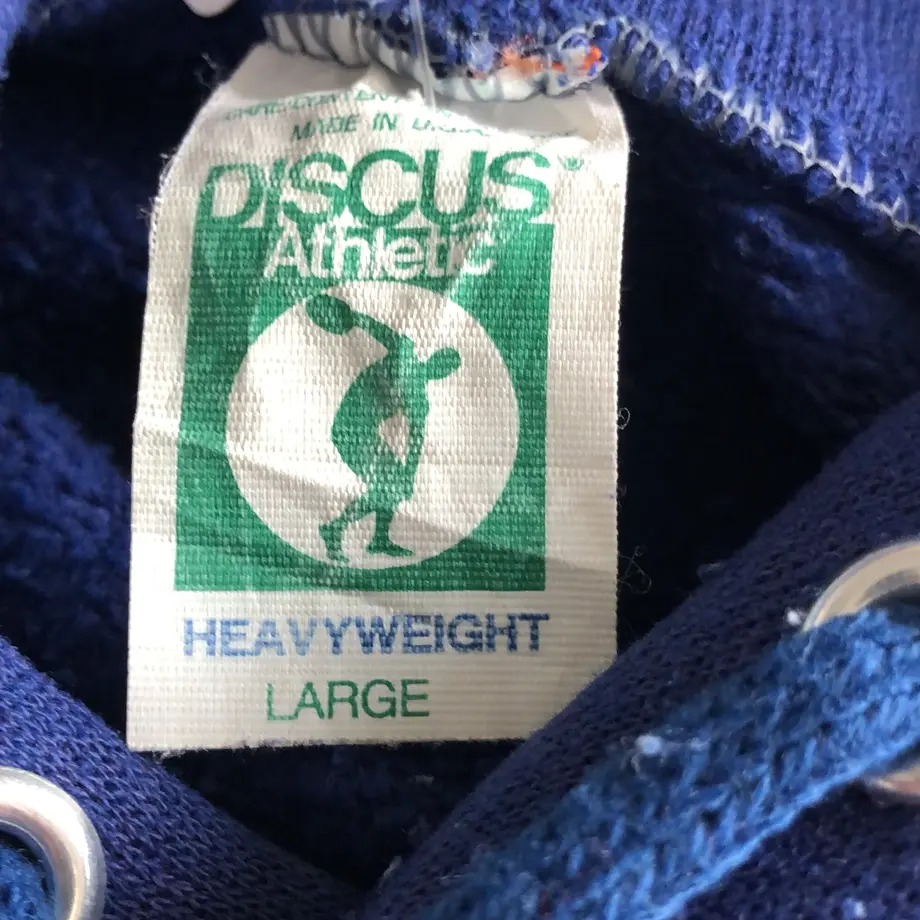 MADE IN U.S.A.
DISCUS®
Athletic
HEAVYWEIGHT
LARGE